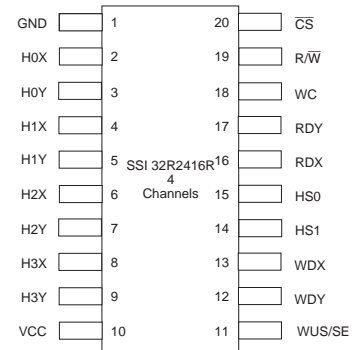 GND 1 20 C̅S̅
H0X 2 19 R/W̅
H0Y 3 18 WC
H1X 4 17 RDY
H1Y 5 SSI 32R2416R 16 RDX
4
H2X 6 Channels 15 HS0
H2Y 7 14 HS1
H3X 8 13 WDX
H3Y 9 12 WDY
VCC 10 11 WUS/SE